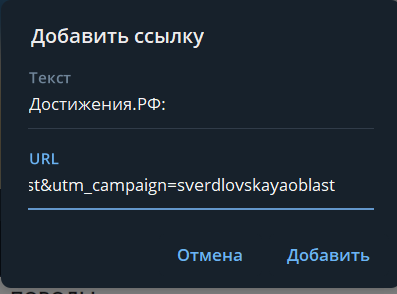 Добавить ссылку
Текст
Достижения.РФ:
URL
st&utm_campaign=sverdlovskayaoblast
Отмена
Добавить